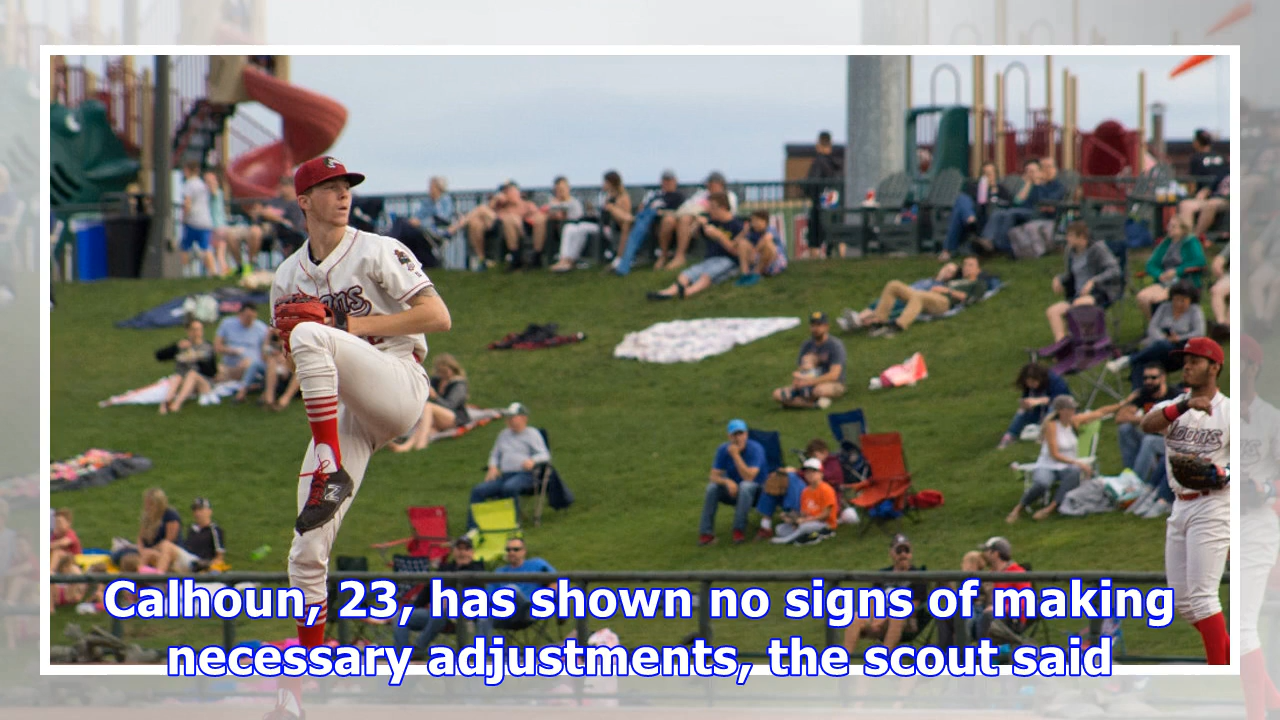 Calhoun, 23, has shown no signs of making
necessary adjustments, the scout said